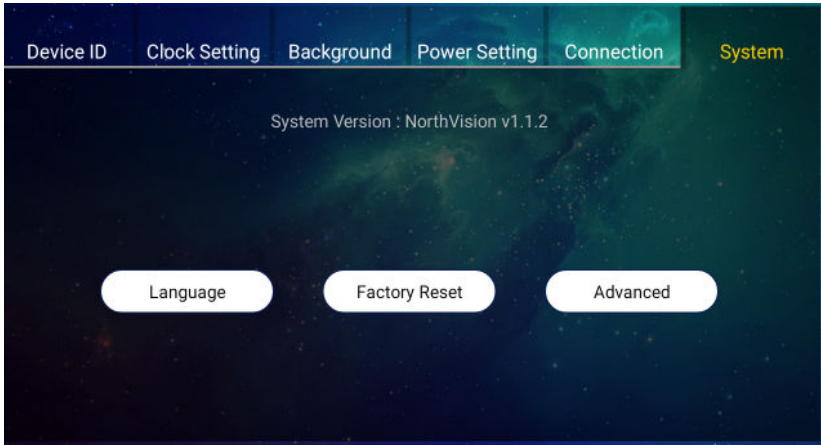 Device ID Clock Setting Background Power Setting Connection System
System Version : NorthVision v1.1.2
Language Factory Reset Advanced